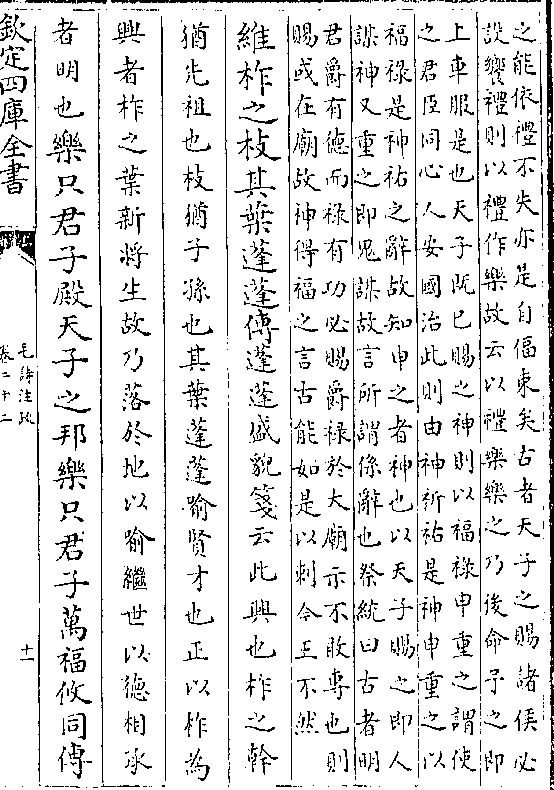 之能依禮不失亦是自偪束矣古者天子之賜諸侯必
設饗禮則以禮作樂故云以禮樂樂之乃後命予之即
上車服是也天子既已賜之神則以福祿申重之謂使
之君臣同心人安國治此則由神祈祐是神申重之以
福祿是神祐之辭故知申之者神也以天子賜之即人
謀神又重之即鬼謀故言所謂係辭也祭統曰古者明
君爵有德而祿有功必賜爵祿於大廟示不敢專也則
賜或在廟故神得福之言古能如是以刺今王不然
維柞之枝其葉蓬蓬傳蓬蓬盛貌箋云此興也柞之幹
猶先祖也枝猶子孫也其葉蓬蓬喻賢才也正以柞為
興者柞之葉新將生故乃落於地以喻繼世以德相承
者明也樂只君子殿天子之邦樂只君子萬福攸同傳
欽定四庫全書
毛詩注疏
卷二十二
十一